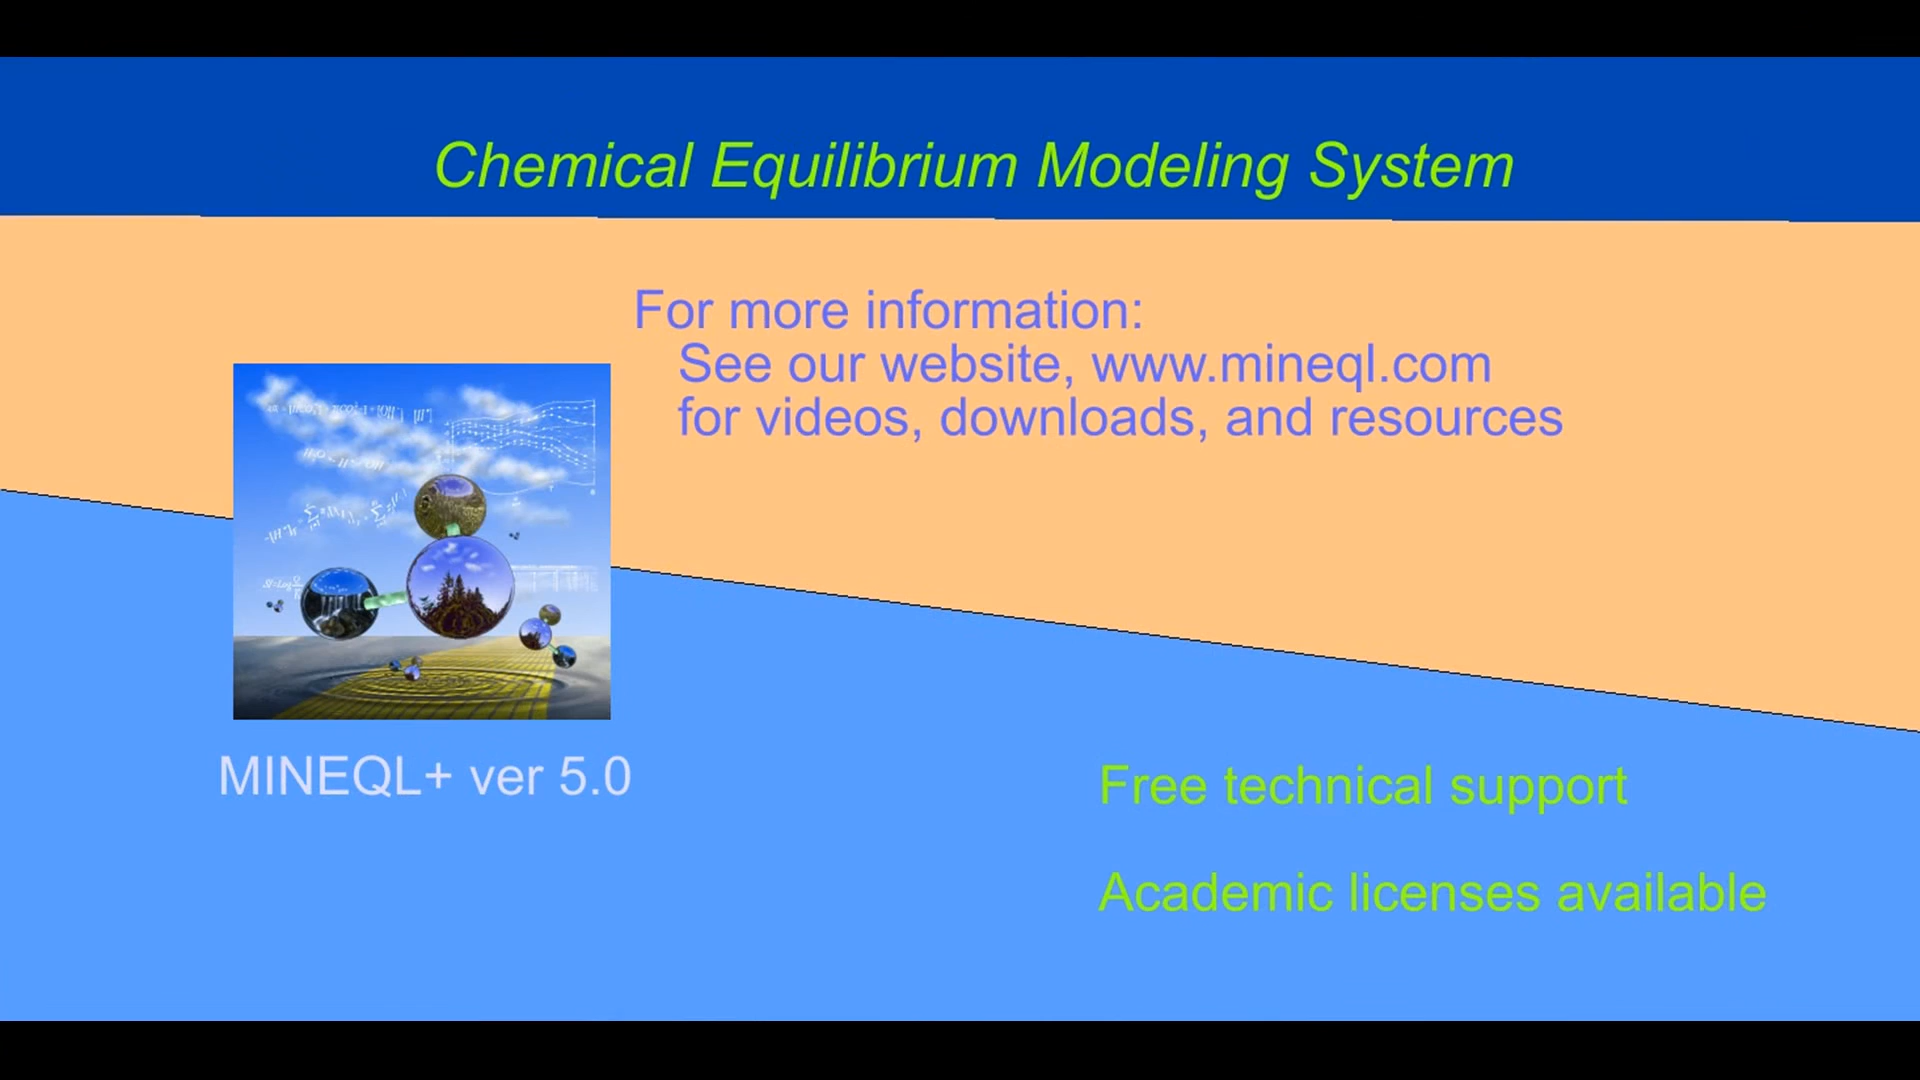 Chemical Equilibrium Modeling System
For more information:
See our website, www.mineql.com
for videos, downloads, and resources
MINEQL+ ver 5.0
Free technical support
Academic licenses available